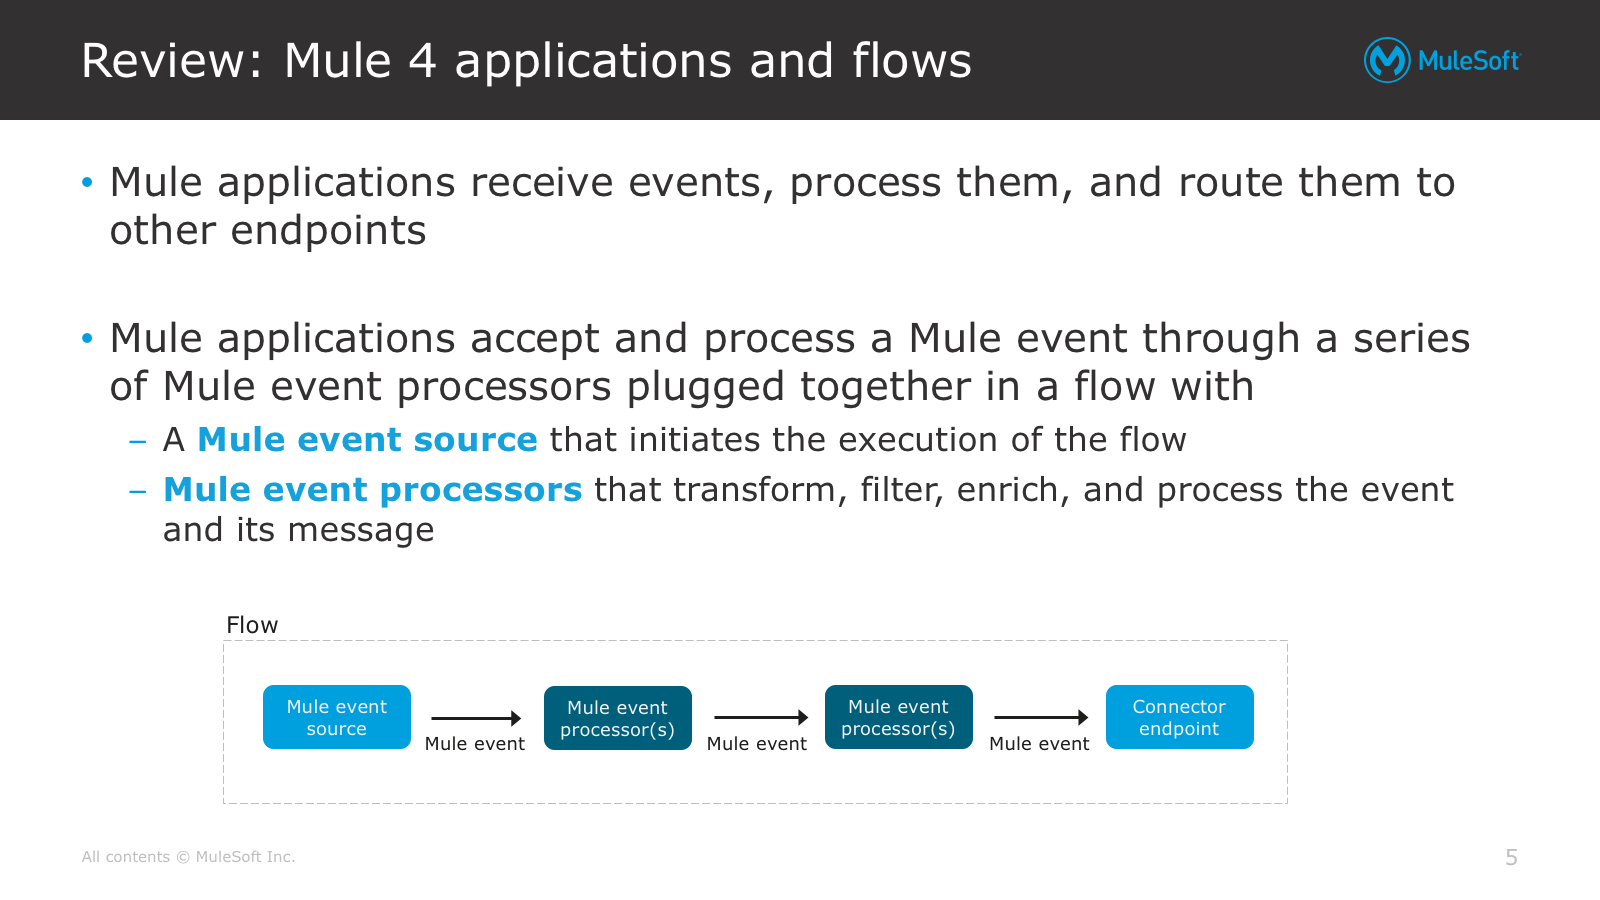 Review: Mule 4 applications and flows
MuleSoft
• Mule applications receive events, process them, and route them to
other endpoints
• Mule applications accept and process a Mule event through a series
of Mule event processors plugged together in a flow with
– A Mule event source that initiates the execution of the flow
– Mule event processors that transform, filter, enrich, and process the event
and its message
Flow
Mule event
source
Mule event
Mule event
processor(s)
Mule event
Mule event
processor(s)
Mule event
Connector
endpoint
All contents © MuleSoft Inc.
5